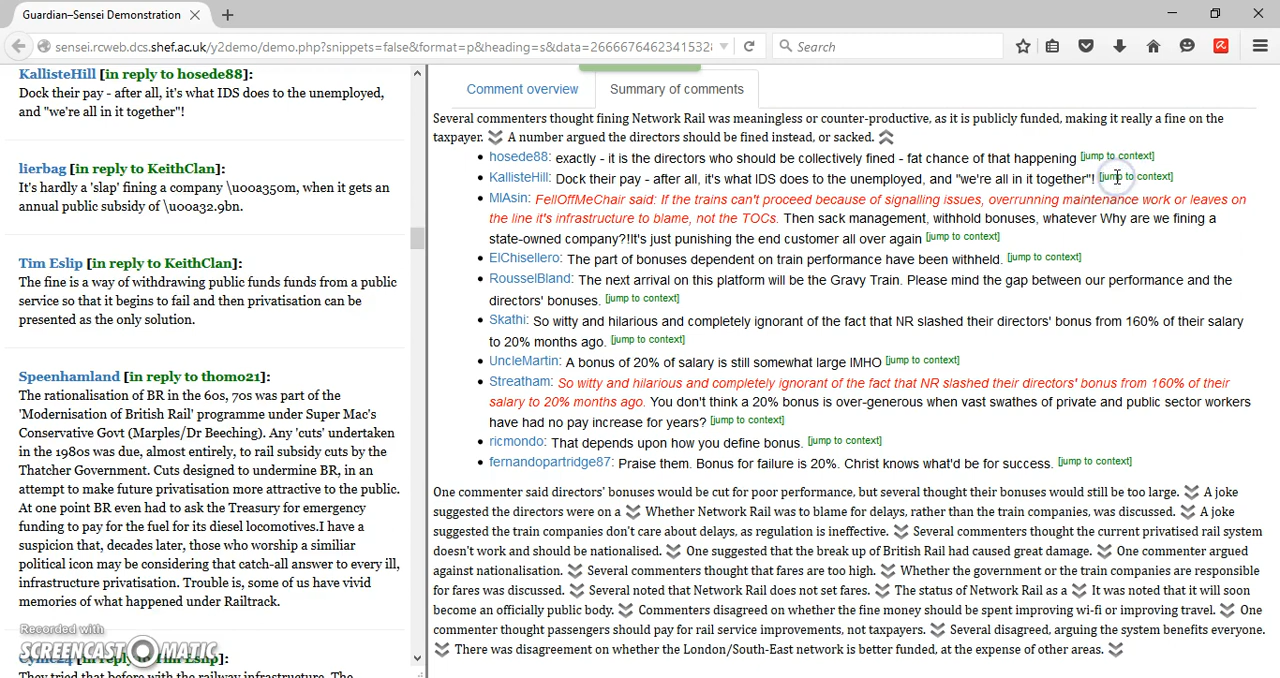 Guardian–Sensei Demonstration
sensei.rcweb.dcs.shef.ac.uk/y2demo/demo.php?snippets=false&format=p&heading=s&data=26666764623415328
Search
KallisteHill [in reply to hosede88]:
Dock their pay - after all, it's what IDS does to the unemployed,
and "we're all in it together"!
lierbag [in reply to KeithClan]:
It's hardly a 'slap' fining a company \u00a350m, when it gets an
annual public subsidy of \u00a32.9bn.
Tim Eslip [in reply to KeithClan]:
The fine is a way of withdrawing public funds funds from a public
service so that it begins to fail and then privatisation can be
presented as the only solution.
Speenhamland [in reply to thomo21]:
The rationalisation of BR in the 60s, 70s was part of the
'Modernisation of British Rail' programme under Super Mac's
Conservative Govt (Marples/Dr Beeching). Any 'cuts' undertaken
in the 1980s was due, almost entirely, to rail subsidy cuts by the
Thatcher Government. Cuts designed to undermine BR, in an
attempt to make future privatisation more attractive to the public.
At one point BR even had to ask the Treasury for emergency
funding to pay for the fuel for its diesel locomotives.I have a
suspicion that, decades later, those who worship a similiar
political icon may be considering that catch-all answer to every ill,
infrastructure privatisation. Trouble is, some of us have vivid
memories of what happened under Railtrack.
Recorded with
SCREENCAST MATIC
[in reply to Tim Eslip]:
They tried that before with the railway infrastructure. The
Comment overview
Summary of comments
Several commenters thought fining Network Rail was meaningless or counter-productive, as it is publicly funded, making it really a fine on the
taxpayer. A number argued the directors should be fined instead, or sacked.
• hosede88: exactly - it is the directors who should be collectively fined - fat chance of that happening [jump to context]
• KallisteHill: Dock their pay - after all, it's what IDS does to the unemployed, and "we're all in it together"! [jump to context]
• MIAsin: FellOffMeChair said: If the trains can't proceed because of signalling issues, overrunning maintenance work or leaves on
the line it's infrastructure to blame, not the TOCs. Then sack management, withhold bonuses, whatever Why are we fining a
state-owned company?!It's just punishing the end customer all over again [jump to context]
• ElChisellero: The part of bonuses dependent on train performance have been withheld. [jump to context]
• RousselBland: The next arrival on this platform will be the Gravy Train. Please mind the gap between our performance and the
directors' bonuses. [jump to context]
• Skathi: So witty and hilarious and completely ignorant of the fact that NR slashed their directors' bonus from 160% of their salary
to 20% months ago. [jump to context]
• UncleMartin: A bonus of 20% of salary is still somewhat large IMHO [jump to context]
• Streatham: So witty and hilarious and completely ignorant of the fact that NR slashed their directors' bonus from 160% of their
salary to 20% months ago. You don't think a 20% bonus is over-generous when vast swathes of private and public sector workers
have had no pay increase for years? [jump to context]
• ricmondo: That depends upon how you define bonus. [jump to context]
• fernandopartridge87: Praise them. Bonus for failure is 20%. Christ knows what'd be for success. [jump to context]
One commenter said directors' bonuses would be cut for poor performance, but several thought their bonuses would still be too large. A joke
suggested the directors were on a Whether Network Rail was to blame for delays, rather than the train companies, was discussed. A joke
suggested the train companies don't care about delays, as regulation is ineffective. Several commenters thought the current privatised rail system
doesn't work and should be nationalised. One suggested that the break up of British Rail had caused great damage. One commenter argued
against nationalisation. Several commenters thought that fares are too high. Whether the government or the train companies are responsible
for fares was discussed. Several noted that Network Rail does not set fares. The status of Network Rail as a It was noted that it will soon
become an officially public body. Commenters disagreed on whether the fine money should be spent improving wi-fi or improving travel. One
commenter thought passengers should pay for rail service improvements, not taxpayers. Several disagreed, arguing the system benefits everyone.
There was disagreement on whether the London/South-East network is better funded, at the expense of other areas.